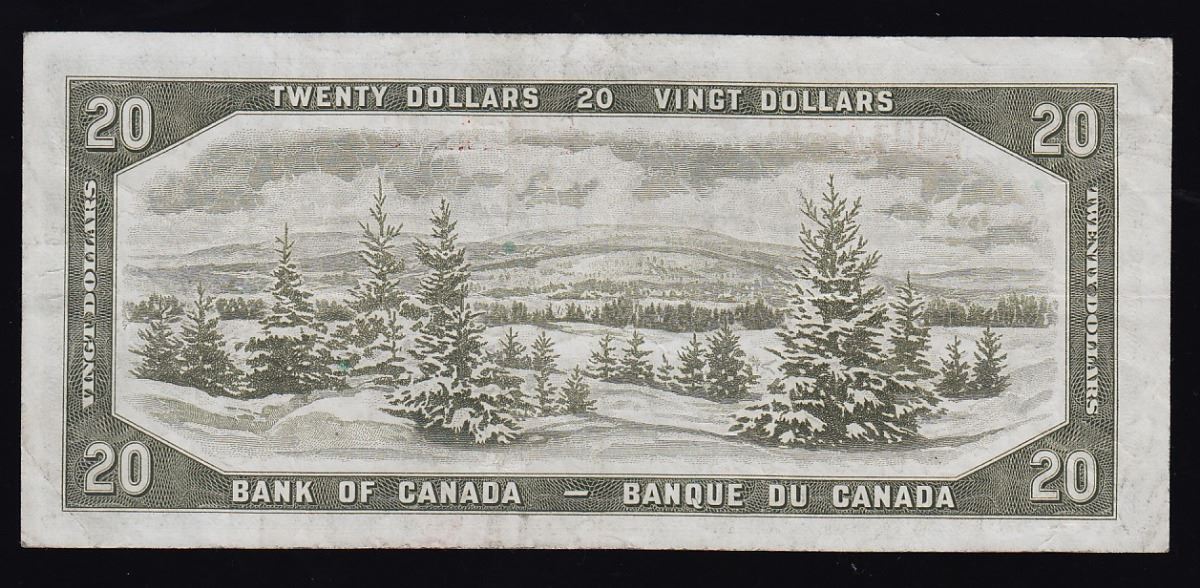 TWENTY DOLLARS 20 VINGT DOLLARS
20
20
VINGT DOLLARS
TWENTY DOLLARS
20
20
BANK OF CANADA — BANQUE DU CANADA